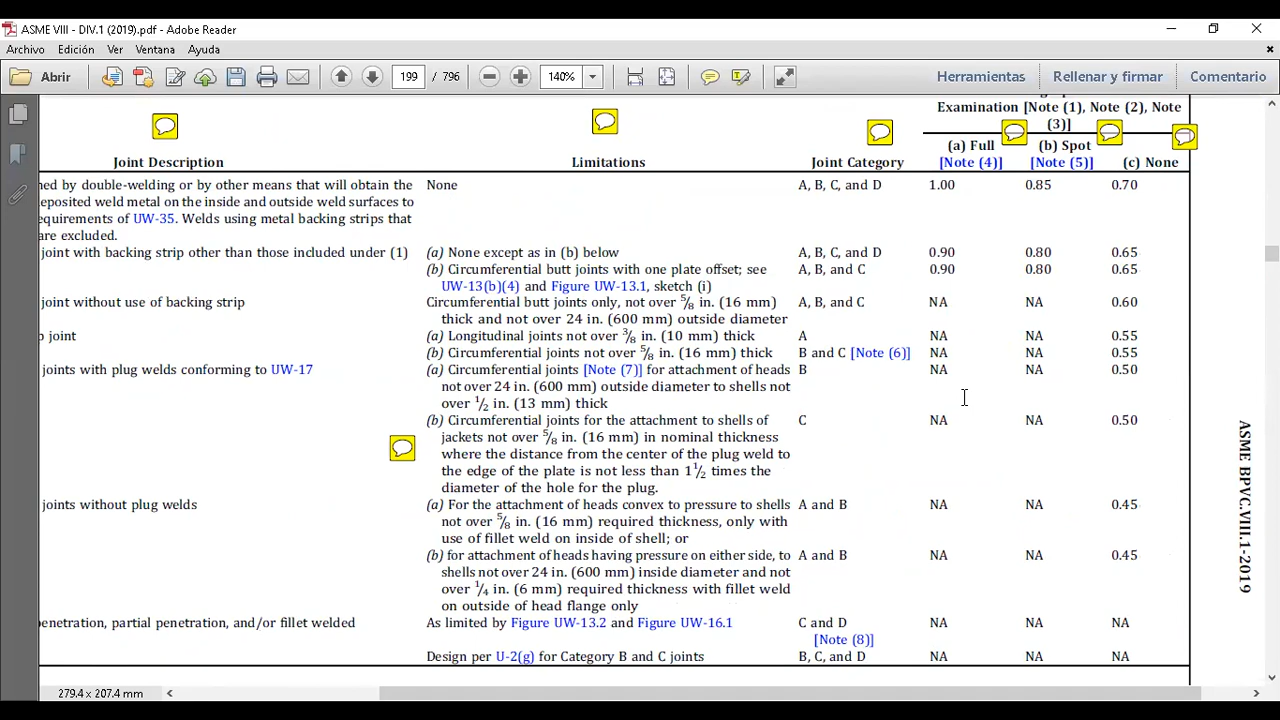 ASME VIII - DIV.1 (2019).pdf - Adobe Reader
Archivo Edición Ver Ventana Ayuda
Abrir 199 / 796 140% Herramientas Rellenar y firmar Comentario
Examination [Note (1), Note (2), Note
(3)]
(a) Full (b) Spot
Joint Description Limitations Joint Category [Note (4)] [Note (5)] (c) None
ned by double-welding or by other means that will obtain the None A, B, C, and D 1.00 0.85 0.70
eposited weld metal on the inside and outside weld surfaces to
equirements of UW-35. Welds using metal backing strips that
are excluded.
joint with backing strip other than those included under (1) (a) None except as in (b) below A, B, C, and D 0.90 0.80 0.65
(b) Circumferential butt joints with one plate offset; see A, B, and C 0.90 0.80 0.65
UW-13(b)(4) and Figure UW-13.1, sketch (i)
joint without use of backing strip Circumferential butt joints only, not over 5/8 in. (16 mm) A, B, and C NA NA 0.60
thick and not over 24 in. (600 mm) outside diameter
p joint (a) Longitudinal joints not over 3/8 in. (10 mm) thick A NA NA 0.55
(b) Circumferential joints not over 5/8 in. (16 mm) thick B and C [Note (6)] NA NA 0.55
joints with plug welds conforming to UW-17 (a) Circumferential joints [Note (7)] for attachment of heads B NA NA 0.50
not over 24 in. (600 mm) outside diameter to shells not
over 1/2 in. (13 mm) thick
(b) Circumferential joints for the attachment to shells of C NA NA 0.50
jackets not over 5/8 in. (16 mm) in nominal thickness
where the distance from the center of the plug weld to
the edge of the plate is not less than 1 1/2 times the
diameter of the hole for the plug.
joints without plug welds (a) For the attachment of heads convex to pressure to shells A and B NA NA 0.45
not over 5/8 in. (16 mm) required thickness, only with
use of fillet weld on inside of shell; or
(b) for attachment of heads having pressure on either side, to A and B NA NA 0.45
shells not over 24 in. (600 mm) inside diameter and not
over 1/4 in. (6 mm) required thickness with fillet weld
on outside of head flange only
penetration, partial penetration, and/or fillet welded As limited by Figure UW-13.2 and Figure UW-16.1 C and D NA NA NA
[Note (8)]
Design per U-2(g) for Category B and C joints B, C, and D NA NA NA
ASME BPVC.VIII.1-2019
279.4 x 207.4 mm